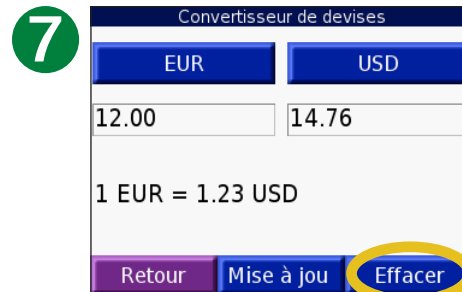 7
Convertisseur de devises
EUR USD
12.00 14.76
1 EUR = 1.23 USD
Retour Mise à jou Effacer